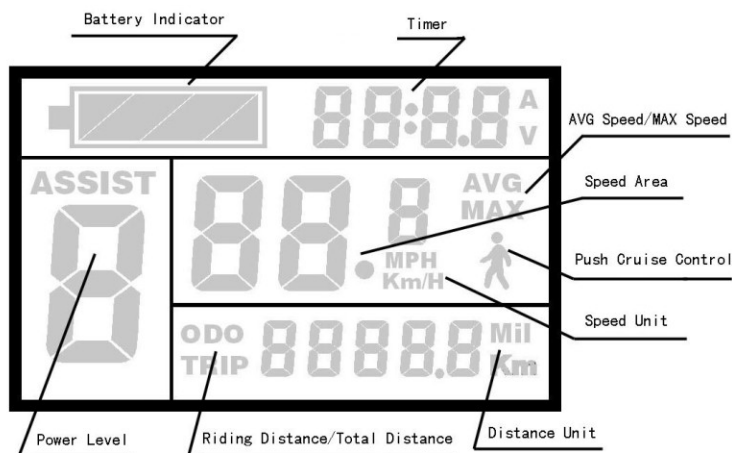 Battery Indicator
Timer
88:8.8 A
V
AVG Speed/MAX Speed
ASSIST
8
88.8
AVG
MAX
Speed Area
MPH
Km/H
Push Cruise Control
Speed Unit
ODO
TRIP
8888.8
Mil
Km
Power Level
Riding Distance/Total Distance
Distance Unit